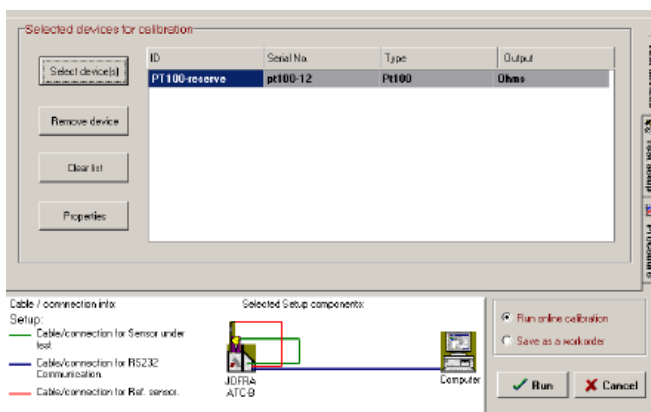 Selected devices for calibration
ID Serial No. Type Output
Select device(s)
PT100-reserve pt100-12 Pt100 Ohms
Remove device
Clear list
Properties
Test setup
Cable / connection info:
Setup:
Cable/connection for Sensor under
test
Cable/connection for RS232
Communication.
Cable/connection for Ref. sensor.
Selected Setup components:
JOFRA
ATC-B
Computer
Run online calibration
Save as a workorder
Run Cancel